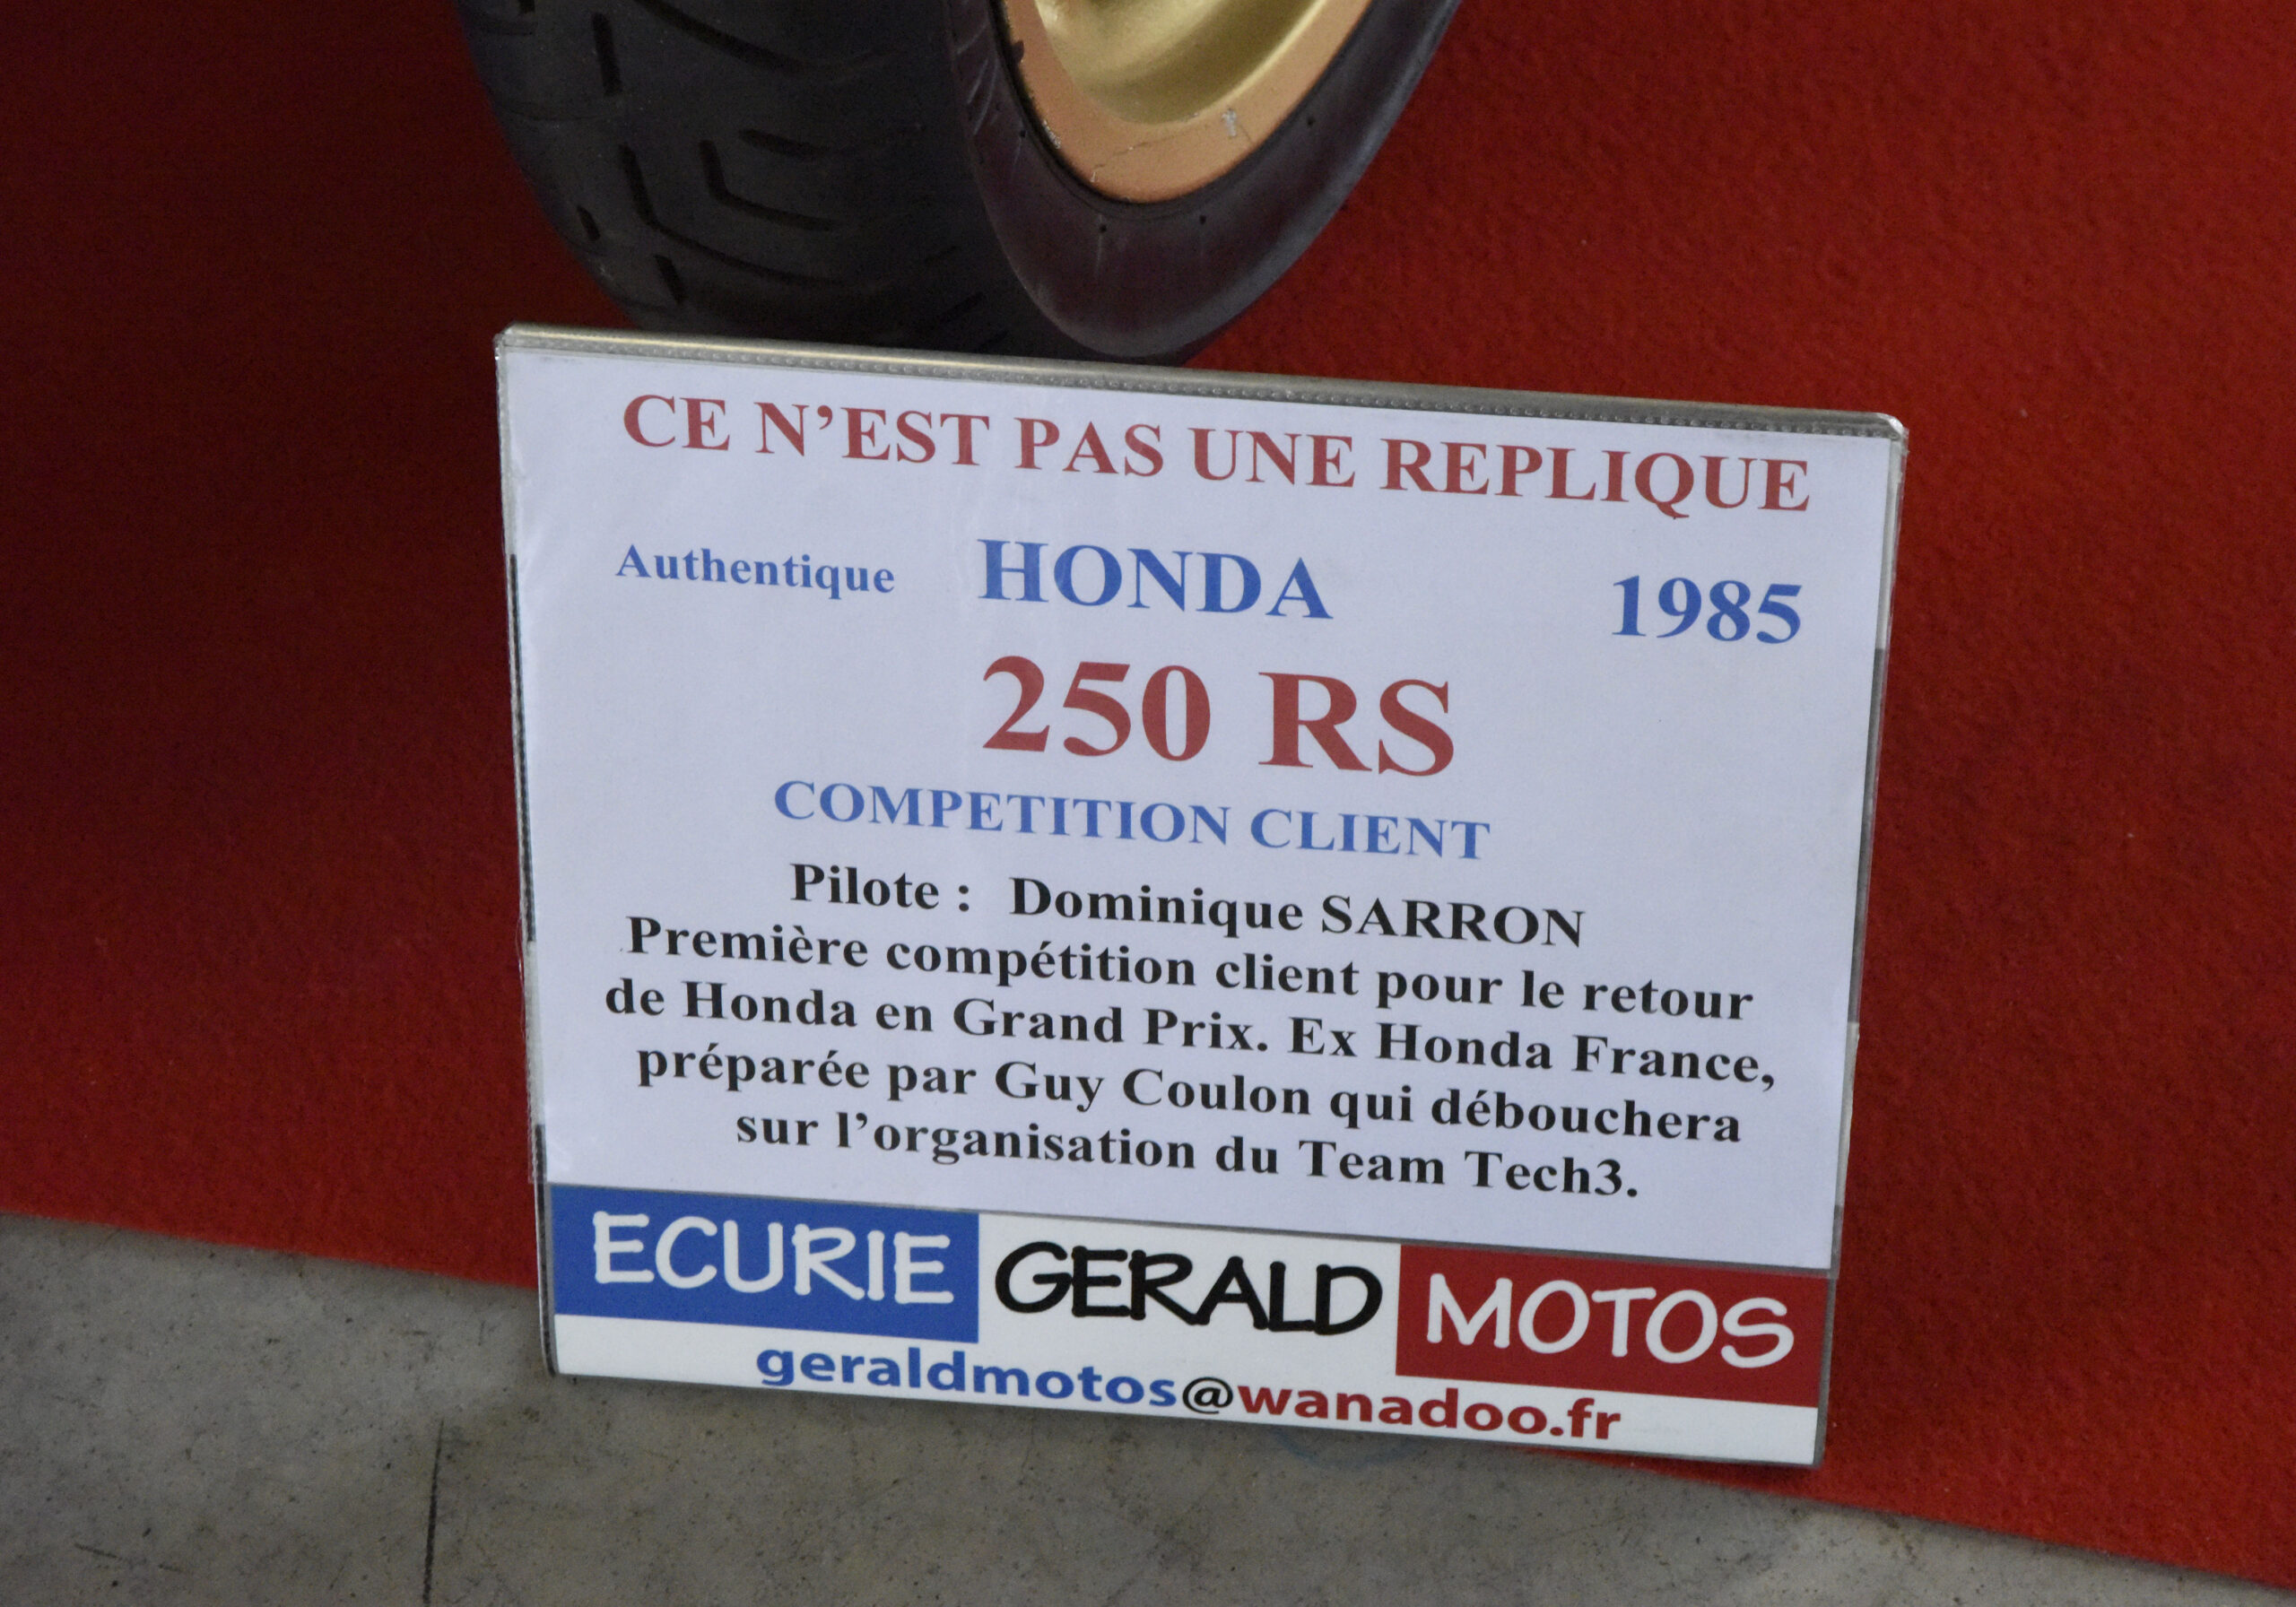 CE N'EST PAS UNE REPLIQUE
Authentique HONDA 1985
250 RS
COMPETITION CLIENT
Pilote : Dominique SARRON
Première compétition client pour le retour
de Honda en Grand Prix. Ex Honda France,
préparée par Guy Coulon qui débouchera
sur l'organisation du Team Tech3.
ECURIE GERALD MOTOS
geraldmotos@wanadoo.fr